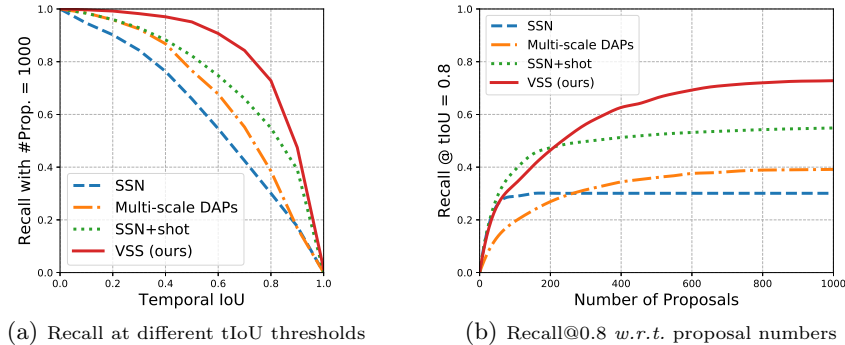 Recall with #Prop. = 1000
1.0
0.8
0.6
0.4
0.2
0.0
SSN
Multi-scale DAPs
SSN+shot
VSS (ours)
0.0 0.2 0.4 0.6 0.8 1.0
Temporal IoU
(a) Recall at different tIoU thresholds
Recall @ tIoU = 0.8
1.0
0.8
0.6
0.4
0.2
0.0
SSN
Multi-scale DAPs
SSN+shot
VSS (ours)
0 200 400 600 800 1000
Number of Proposals
(b) Recall@0.8 w.r.t. proposal numbers